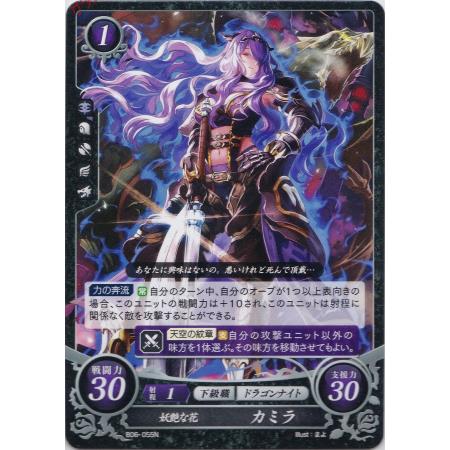 1
あなたに興味はないの。悪いけれど死んで頂戴…
力の奔流 常 自分のターン中、自分のオーブが1つ以上表向き
の場合、このユニットの戦闘力は+10され、このユニットは射程に
関係なく敵を攻撃することができる。
天空の紋章 支 自分の攻撃ユニット以外の
味方を1体選ぶ。その味方を移動させてもよい。
戦闘力 30
射程 1 下級職 ドラゴンナイト
支援力 30
妖艶な花 カミラ
B06-055N Illust:まよ